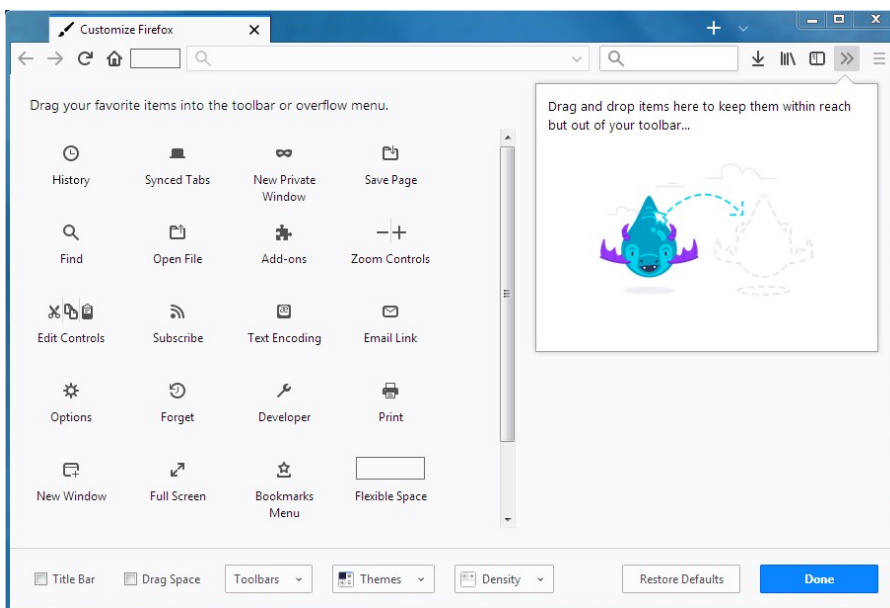 Customize Firefox
Drag your favorite items into the toolbar or overflow menu.
Drag and drop items here to keep them within reach
but out of your toolbar...
History
Synced Tabs
New Private
Window
Save Page
Find
Open File
Add-ons
Zoom Controls
Edit Controls
Subscribe
Text Encoding
Email Link
Options
Forget
Developer
Print
New Window
Full Screen
Bookmarks
Menu
Flexible Space
Title Bar
Drag Space
Toolbars
Themes
Density
Restore Defaults
Done